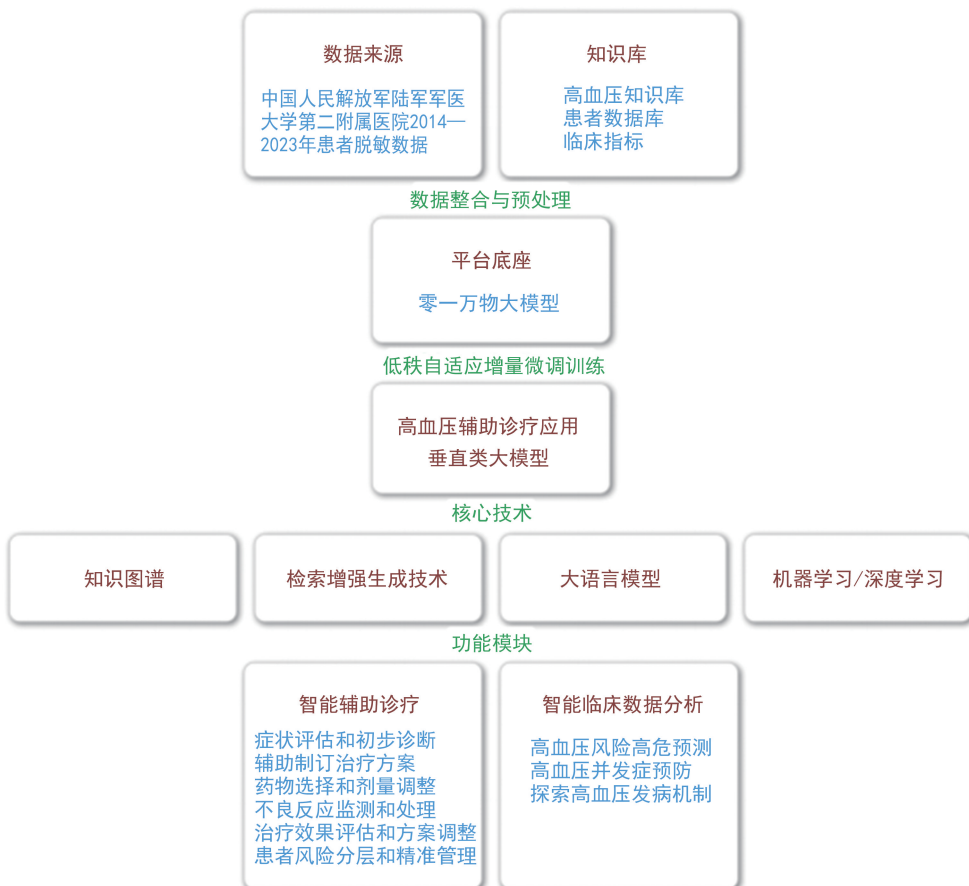 数据来源
中国人民解放军陆军军医
大学第二附属医院2014—
2023年患者脱敏数据
知识库
高血压知识库
患者数据库
临床指标
数据整合与预处理
平台底座
零一万物大模型
低秩自适应增量微调训练
高血压辅助诊疗应用
垂直类大模型
核心技术
知识图谱
检索增强生成技术
大语言模型
机器学习/深度学习
功能模块
智能辅助诊疗
症状评估和初步诊断
辅助制订治疗方案
药物选择和剂量调整
不良反应监测和处理
治疗效果评估和方案调整
患者风险分层和精准管理
智能临床数据分析
高血压风险高危预测
高血压并发症预防
探索高血压发病机制